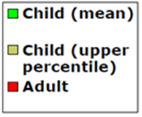 Child (mean)
Child (upper
percentile)
Adult